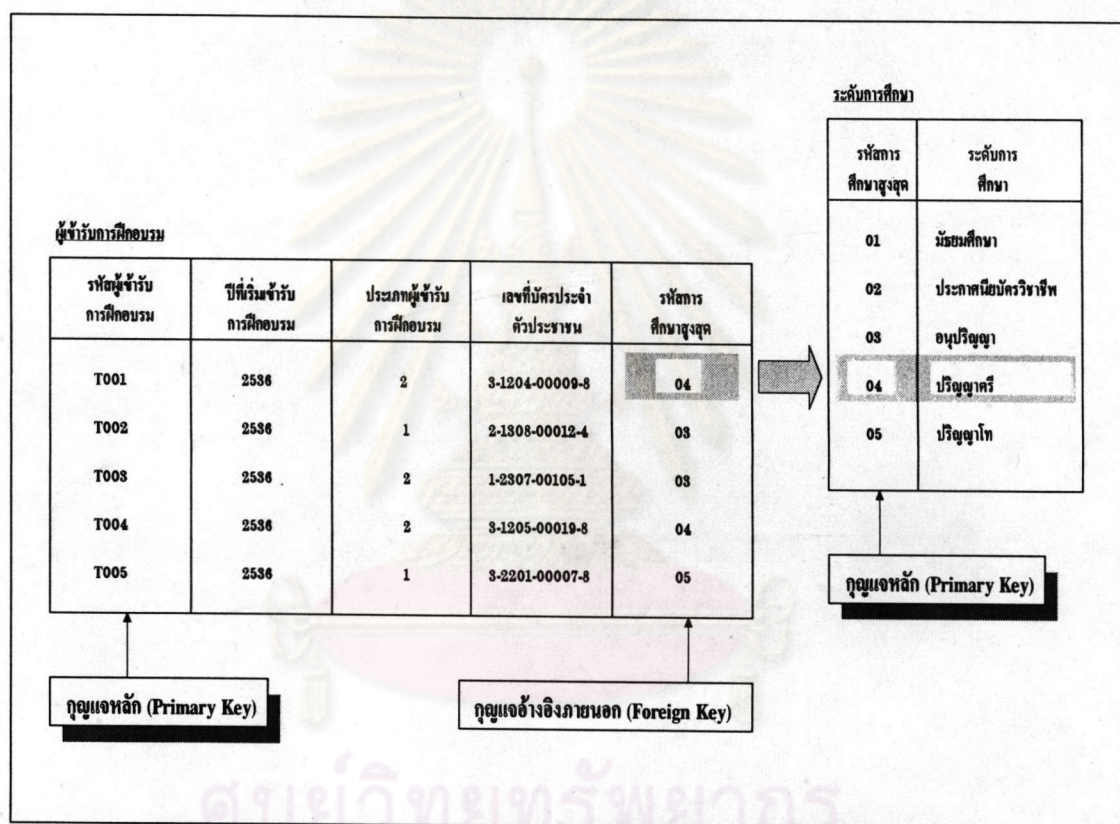 ระดับการศึกษา
รหัสการ ระดับการ
ศึกษาสูงสุด ศึกษา
01 มัธยมศึกษา
02 ประกาศนียบัตรวิชาชีพ
03 อนุปริญญา
04 ปริญญาตรี
05 ปริญญาโท
กุญแจหลัก (Primary Key)
ผู้เข้ารับการฝึกอบรม
รหัสผู้เข้ารับ ปีที่เริ่มเข้ารับ ประเภทผู้เข้ารับ เลขที่บัตรประจำ รหัสการ
การฝึกอบรม การฝึกอบรม การฝึกอบรม ตัวประชาชน ศึกษาสูงสุด
T001 2536 2 3-1204-00009-8 04
T002 2536 1 2-1308-00012-4 03
T003 2536 2 1-2307-00105-1 03
T004 2536 2 3-1205-00019-8 04
T005 2536 1 3-2201-00007-8 05
กุญแจหลัก (Primary Key) กุญแจอ้างอิงภายนอก (Foreign Key)
ศูนย์วิทยทรัพยากร